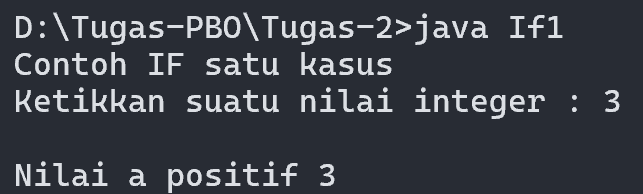 D:\Tugas-PBO\Tugas-2>java If1
Contoh IF satu kasus
Ketikkan suatu nilai integer : 3
Nilai a positif 3